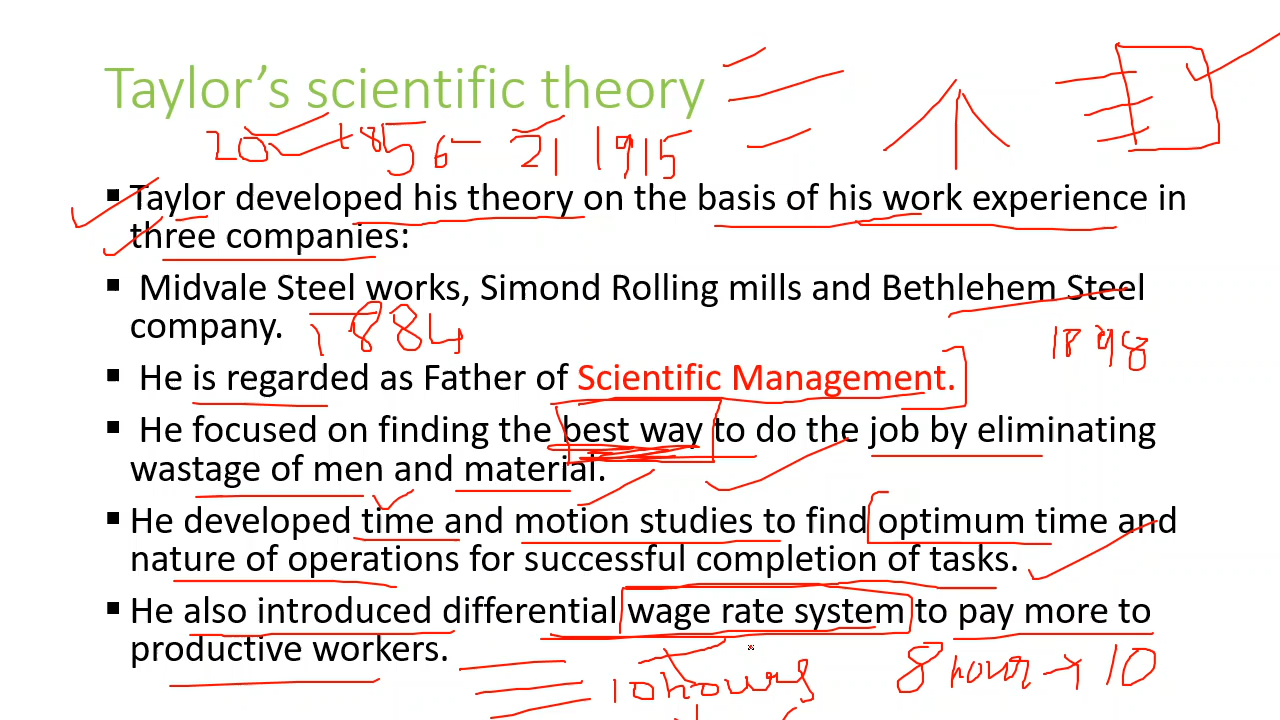 Taylor's scientific theory
20 1856 - 21 1915
▪ Taylor developed his theory on the basis of his work experience in
three companies:
▪ Midvale Steel works, Simond Rolling mills and Bethlehem Steel
company.
1884
1898
▪ He is regarded as Father of Scientific Management.
▪ He focused on finding the best way to do the job by eliminating
wastage of men and material.
▪ He developed time and motion studies to find optimum time and
nature of operations for successful completion of tasks.
▪ He also introduced differential wage rate system to pay more to
productive workers.
10 hours
8 hour → 10